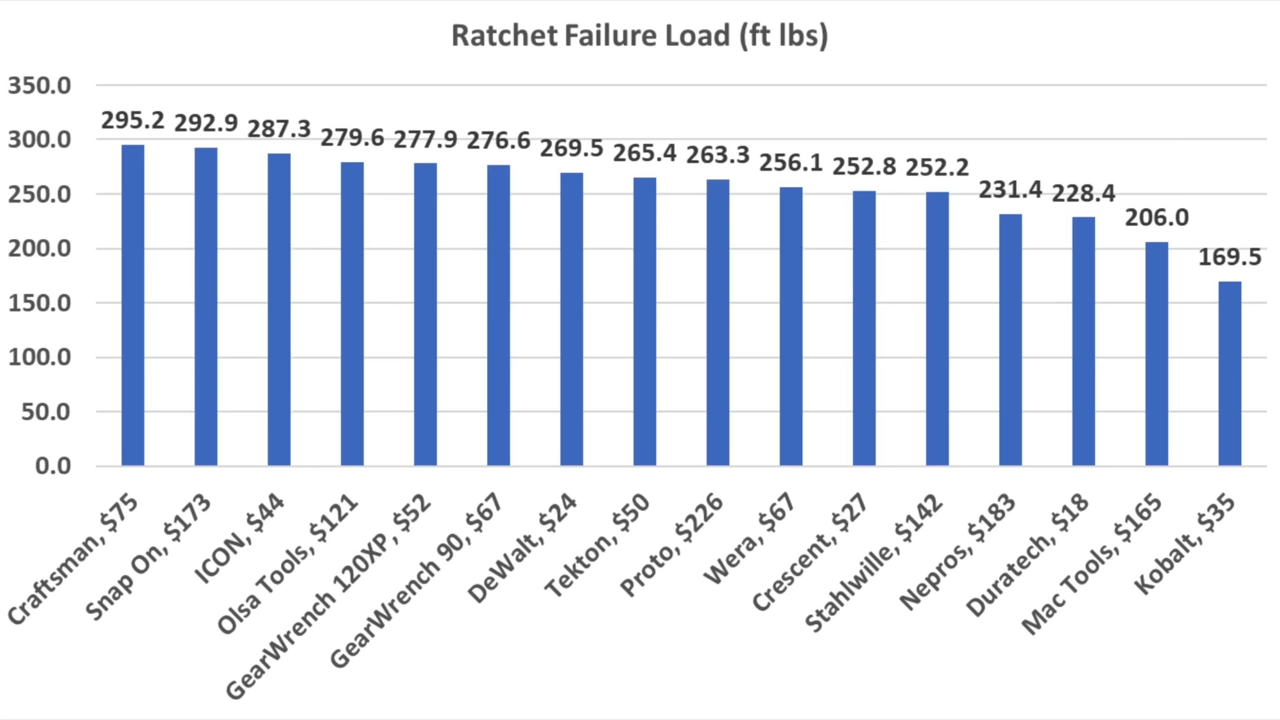 Ratchet Failure Load (ft lbs)
350.0
300.0
250.0
200.0
150.0
100.0
50.0
0.0
295.2
292.9
287.3
279.6
277.9
276.6
269.5
265.4
263.3
256.1
252.8
252.2
231.4
228.4
206.0
169.5
Craftsman, $75
Snap On, $173
ICON, $44
Olsa Tools, $121
GearWrench 120XP, $52
GearWrench 90, $67
DeWalt, $24
Tekton, $50
Proto, $226
Wera, $67
Crescent, $27
Stahlwille, $142
Nepros, $183
Duratech, $18
Mac Tools, $165
Kobalt, $35